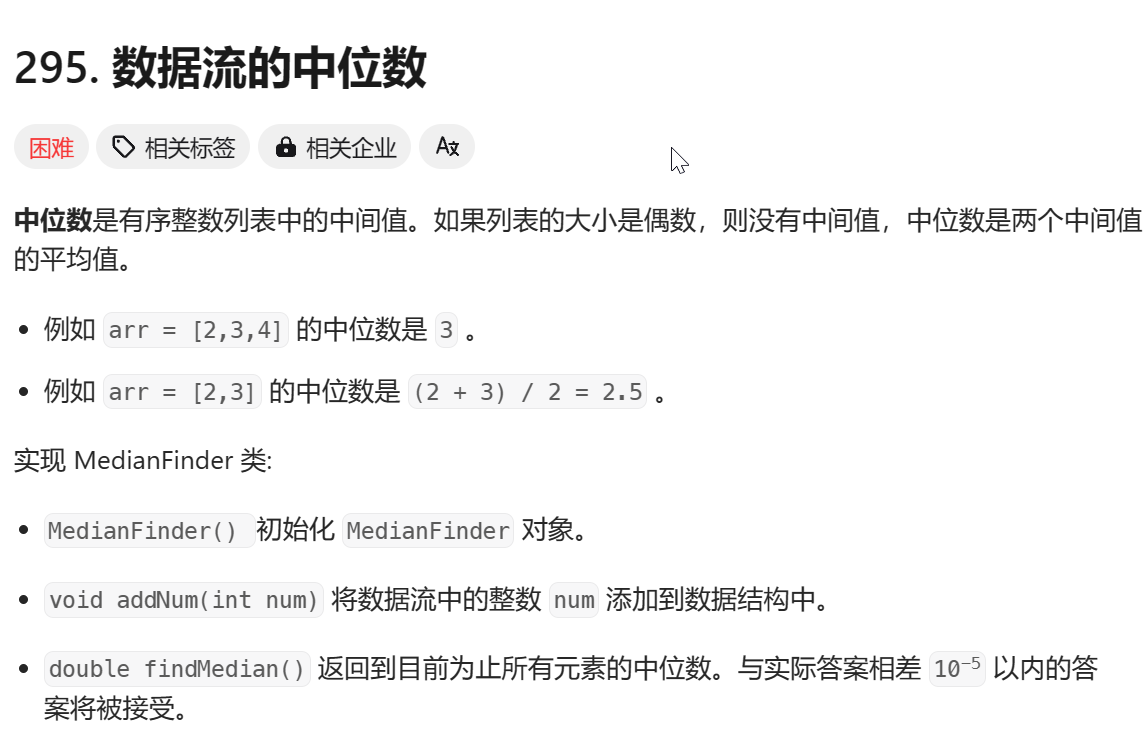 295. 数据流的中位数
困难 相关标签 相关企业
中位数是有序整数列表中的中间值。如果列表的大小是偶数，则没有中间值，中位数是两个中间值
的平均值。
例如 arr = [2,3,4] 的中位数是 3 。
例如 arr = [2,3] 的中位数是 (2 + 3) / 2 = 2.5 。
实现 MedianFinder 类:
MedianFinder() 初始化 MedianFinder 对象。
void addNum(int num) 将数据流中的整数 num 添加到数据结构中。
double findMedian() 返回到目前为止所有元素的中位数。与实际答案相差 10⁻⁵ 以内的答
案将被接受。